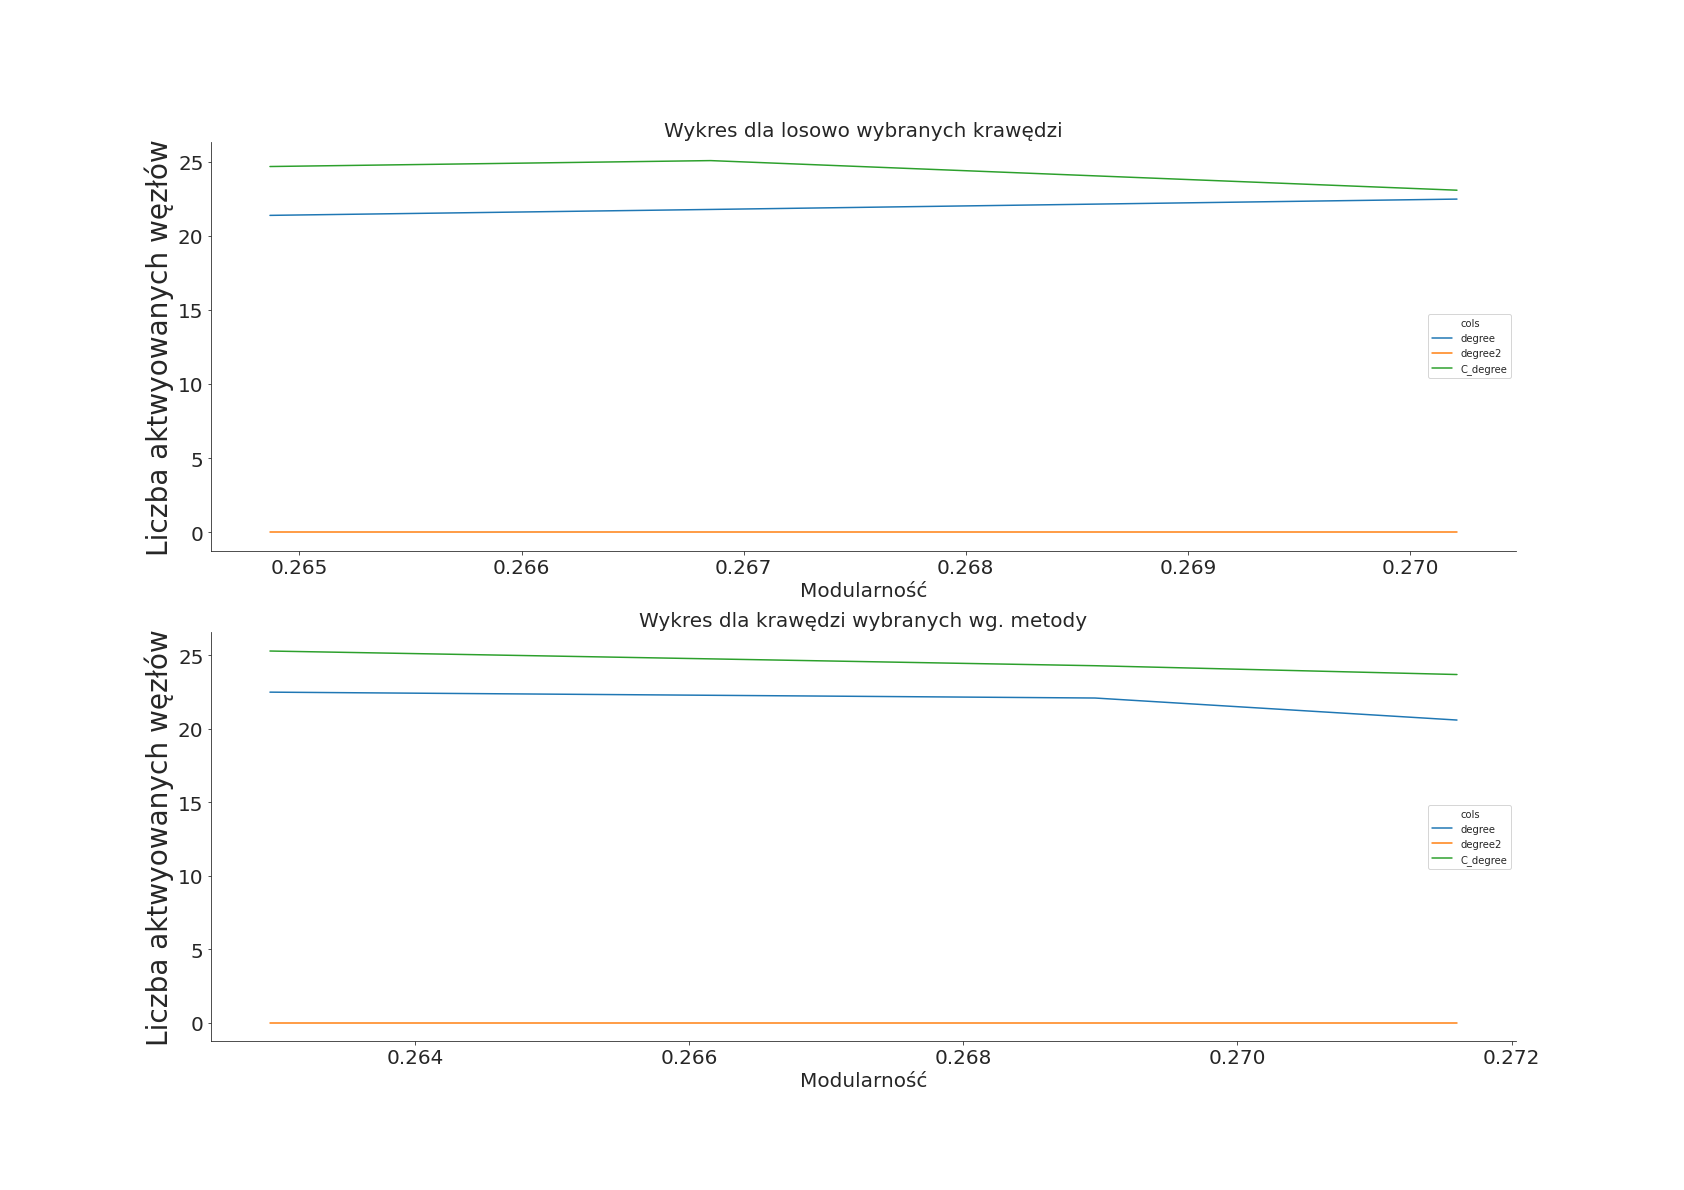 Wykres dla losowo wybranych krawędzi
Liczba aktwyowanych węzłów
25
20
15
10
5
0
cols
degree
degree2
C_degree
0.265 0.266 0.267 0.268 0.269 0.270
Modularność
Wykres dla krawędzi wybranych wg. metody
Liczba aktwyowanych węzłów
25
20
15
10
5
0
cols
degree
degree2
C_degree
0.264 0.266 0.268 0.270 0.272
Modularność